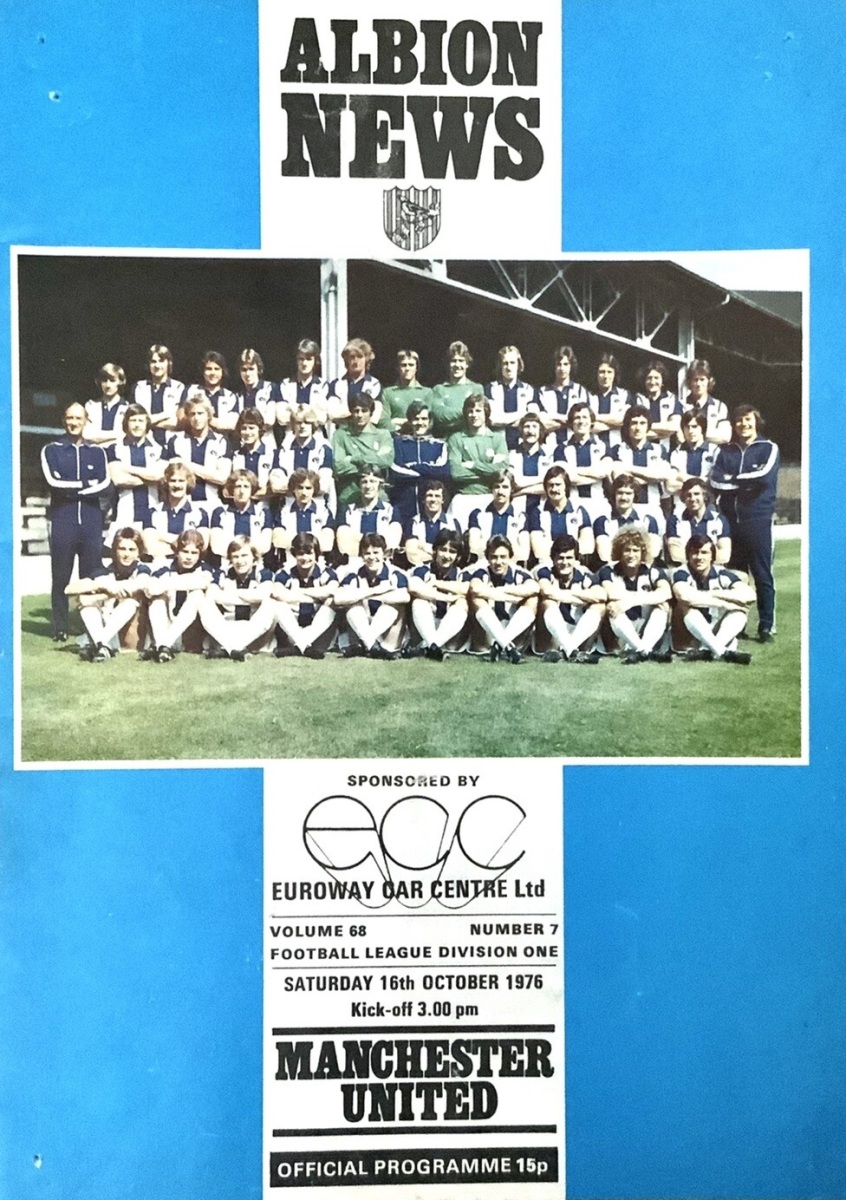 ALBION
NEWS
SPONSORED BY
ecc
EUROWAY CAR CENTRE Ltd
VOLUME 68 NUMBER 7
FOOTBALL LEAGUE DIVISION ONE
SATURDAY 16th OCTOBER 1976
Kick-off 3.00 pm
MANCHESTER
UNITED
OFFICIAL PROGRAMME 15p